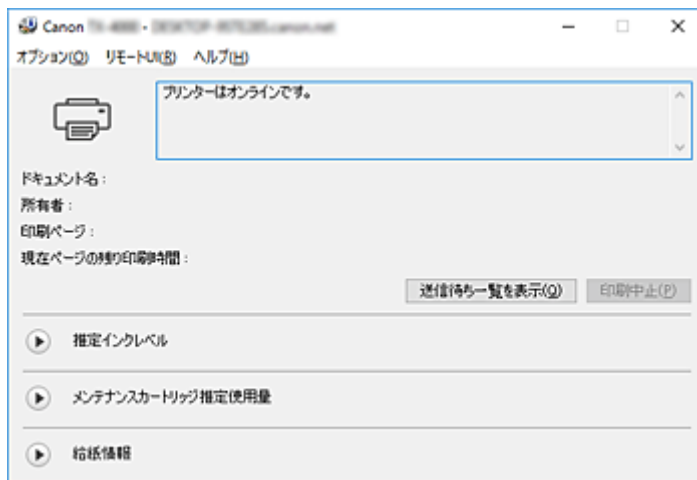 Canon
オプション(O) リモートUI(R) ヘルプ(H)
プリンターはオンラインです。
ドキュメント名 :
所有者 :
印刷ページ :
現在ページの残り印刷時間 :
送信待ち一覧を表示(Q) 印刷中止(P)
推定インクレベル
メンテナンスカートリッジ推定使用量
給紙情報